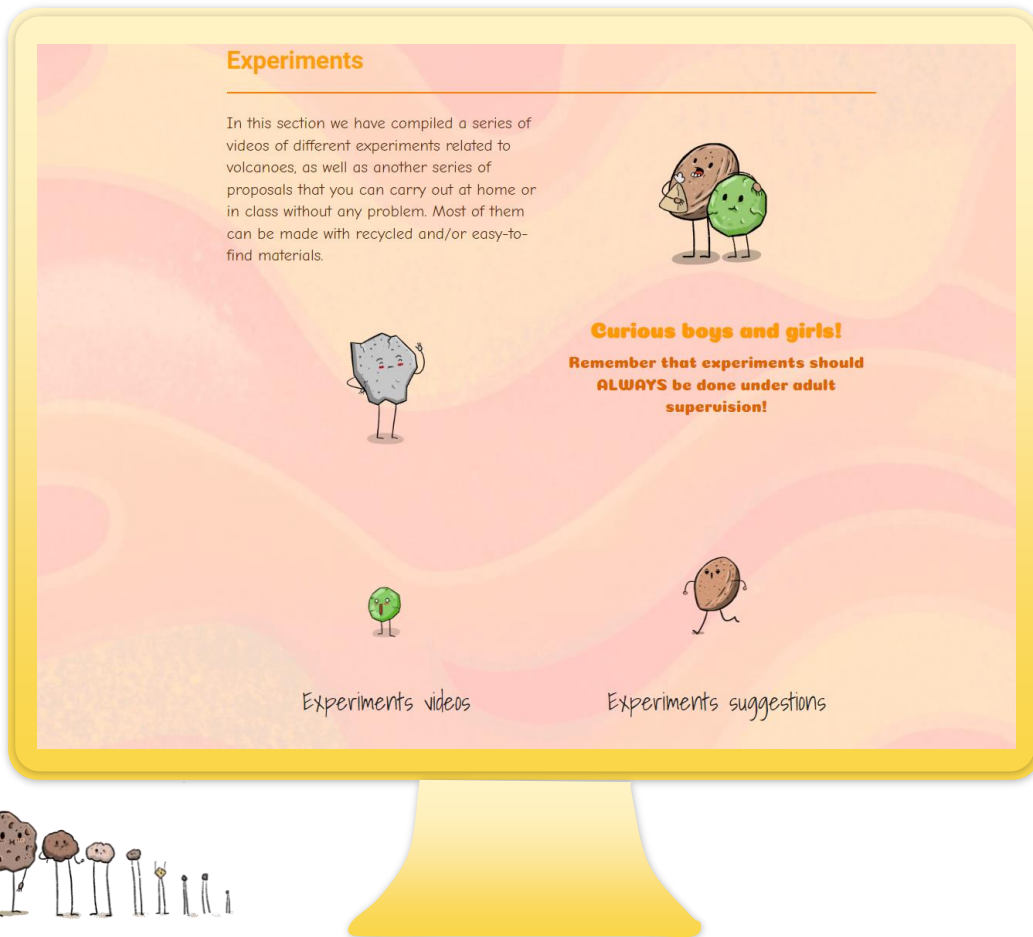 Experiments
In this section we have compiled a series of
videos of different experiments related to
volcanoes, as well as another series of
proposals that you can carry out at home or
in class without any problem. Most of them
can be made with recycled and/or easy-to-
find materials.
Curious boys and girls!
Remember that experiments should
ALWAYS be done under adult
supervision!
Experiments videos
Experiments suggestions